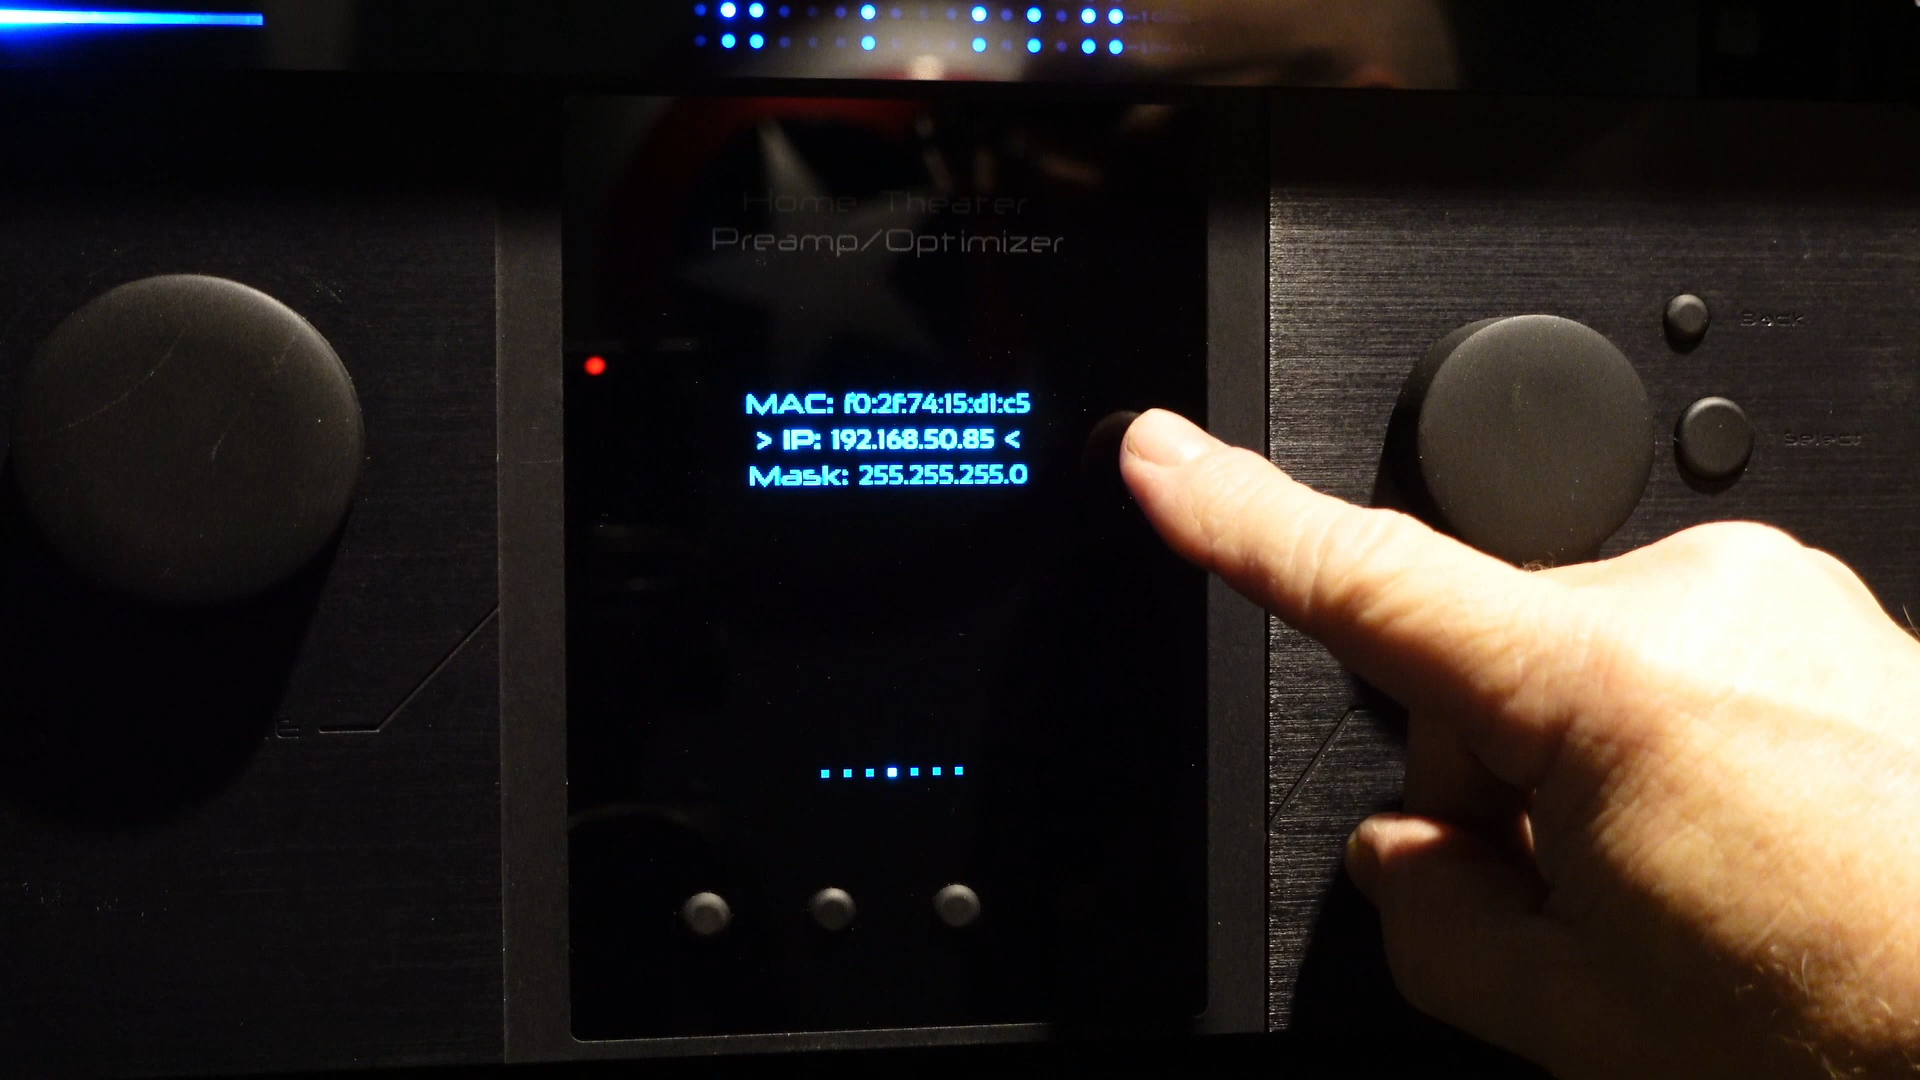 Home Theater
Preamp/Optimizer
Back
MAC: f0:2f:74:15:d1:c5
> IP: 192.168.50.85 <
Select
Mask: 255.255.255.0